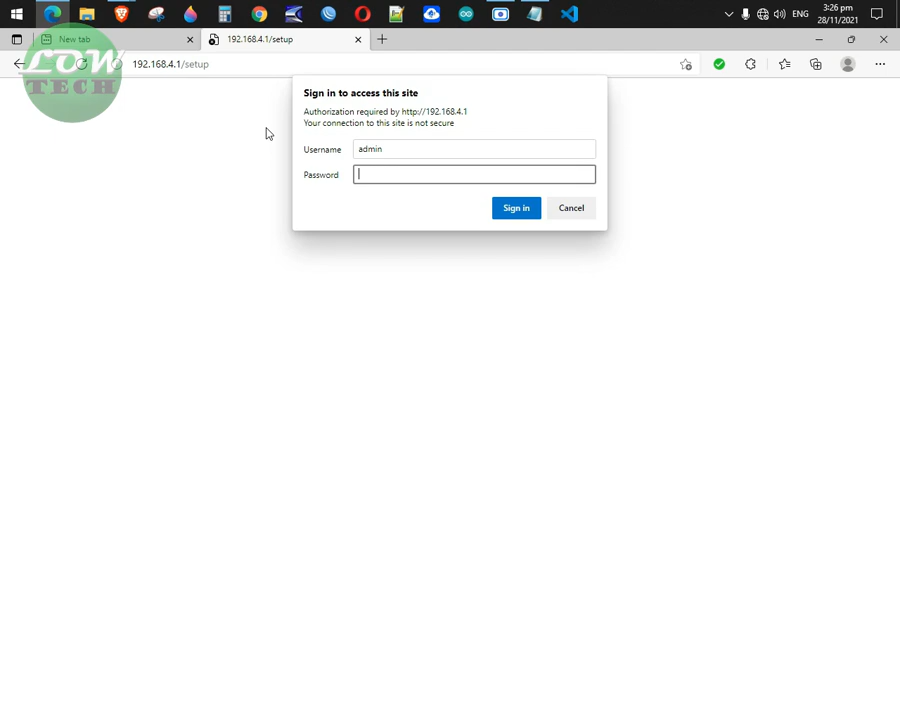 3:26 pm
ENG
28/11/2021
New tab
192.168.4.1/setup
LOW
TECH
192.168.4.1/setup
Sign in to access this site
Authorization required by http://192.168.4.1
Your connection to this site is not secure
Username
admin
Password
Sign in
Cancel